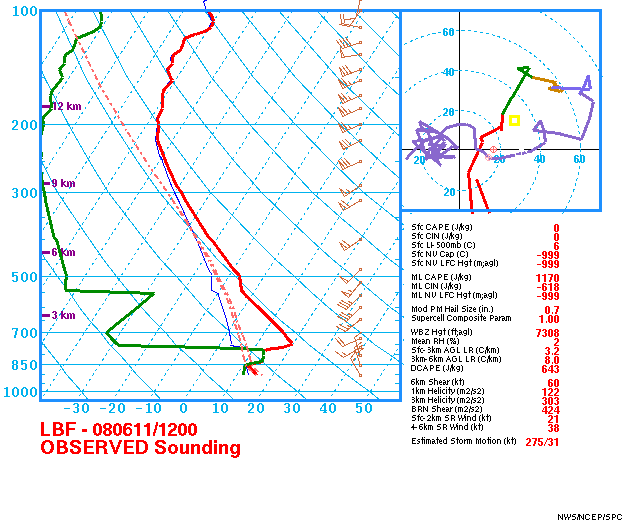 100
200
300
500
700
850
1000
12 km
9 km
6 km
3 km
-30 -20 -10 0 10 20 30 40 50
LBF - 080611/1200
OBSERVED Sounding
60
40
20
20 20 40 60
20
Sfc CAPE (J/kg) 0
Sfc CIN (J/kg) 0
Sfc LI-500mb (C) 6
Sfc NV Cap (C) -999
Sfc NV LFC Hgt (m;agl) -999
ML CAPE (J/kg) 1170
ML CIN (J/kg) -618
ML NV LFC Hgt (m;agl) -999
Mod PM Hail Size (in.) 0.7
Supercell Composite Param 1.00
WBZ Hgt (ft;agl) 7308
Mean RH (%) 2
Sfc-3km AGL LR (C/km) 3.2
3km-6km AGL LR (C/km) 8.0
DCAPE (J/kg) 643
6km Shear (kt) 60
1km Helicity (m2/s2) 122
3km Helicity (m2/s2) 303
BRN Shear (m2/s2) 424
Sfc-2km SR Wind (kt) 21
4-6km SR Wind (kt) 38
Estimated Storm Motion (kt) 275/31
NWS/NCEP/SPC